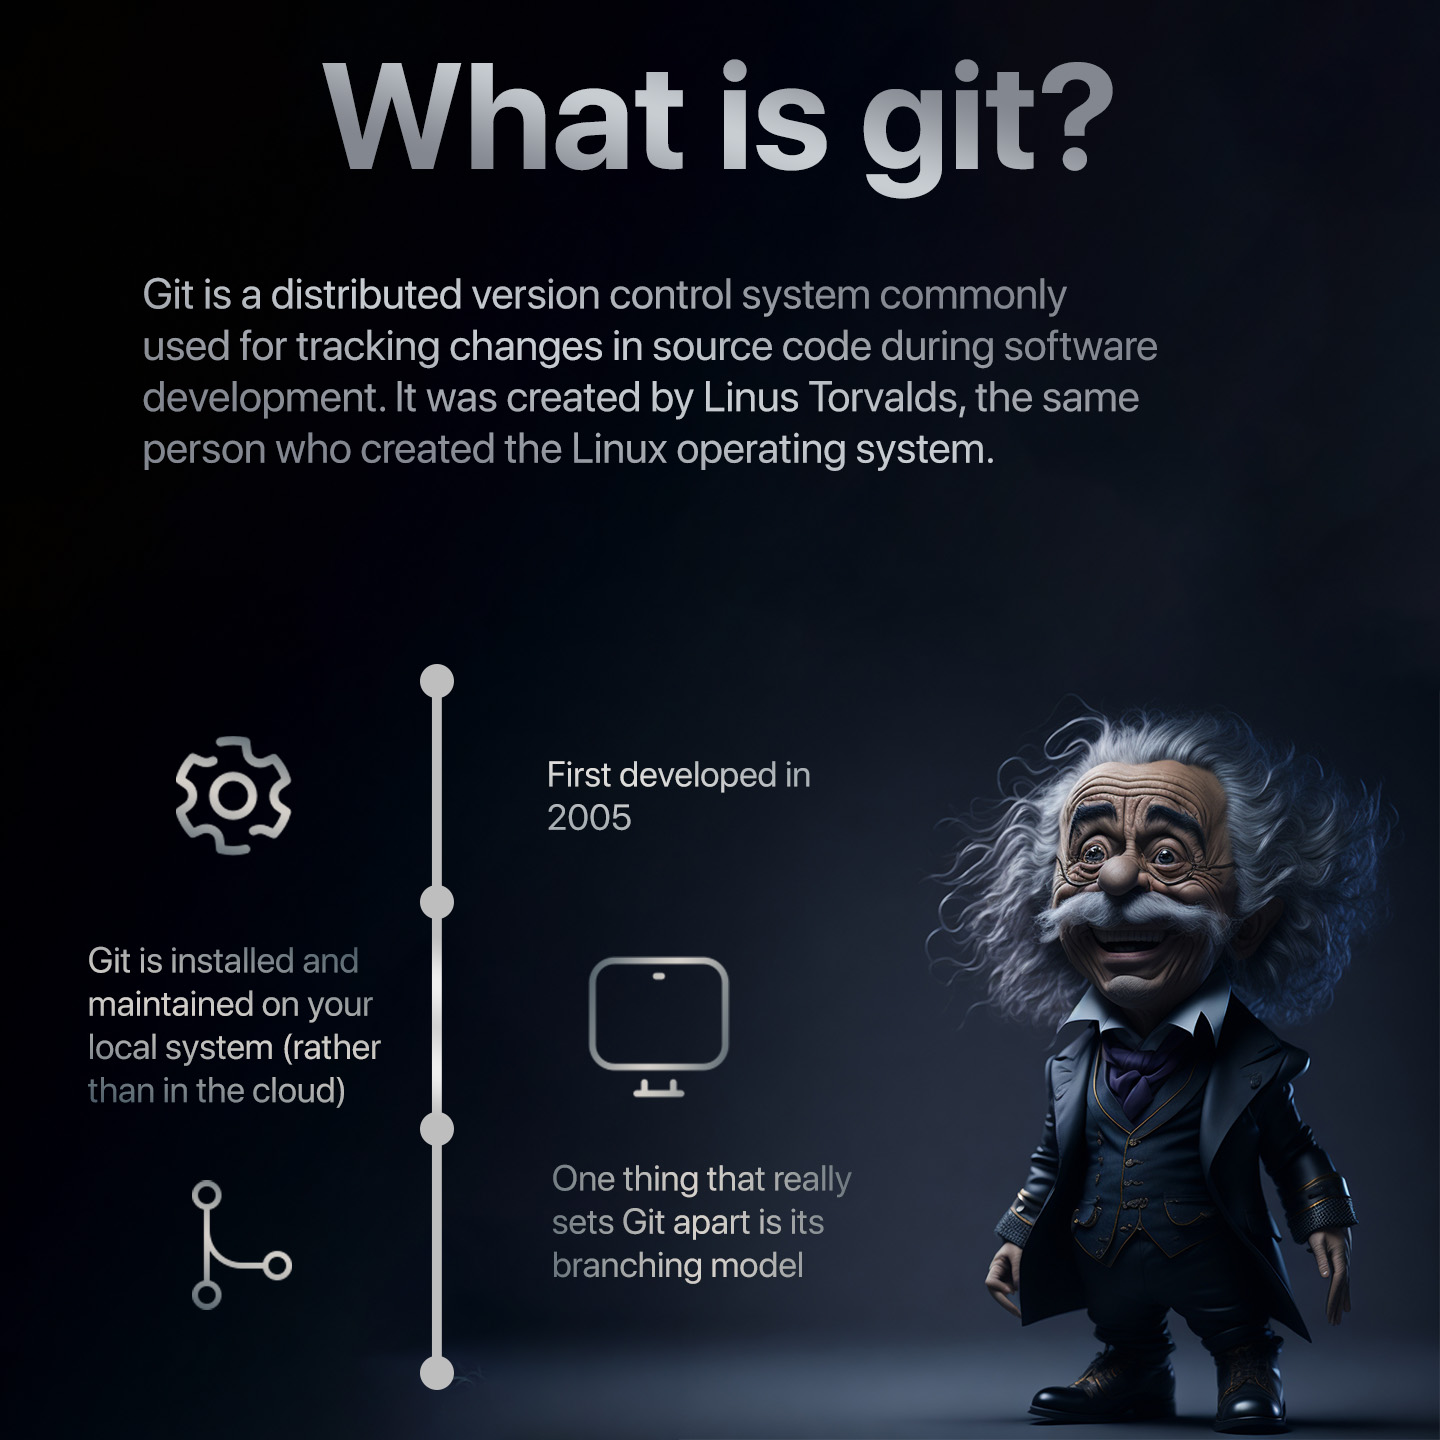 What is git?
Git is a distributed version control system commonly
used for tracking changes in source code during software
development. It was created by Linus Torvalds, the same
person who created the Linux operating system.
First developed in
2005
Git is installed and
maintained on your
local system (rather
than in the cloud)
One thing that really
sets Git apart is its
branching model